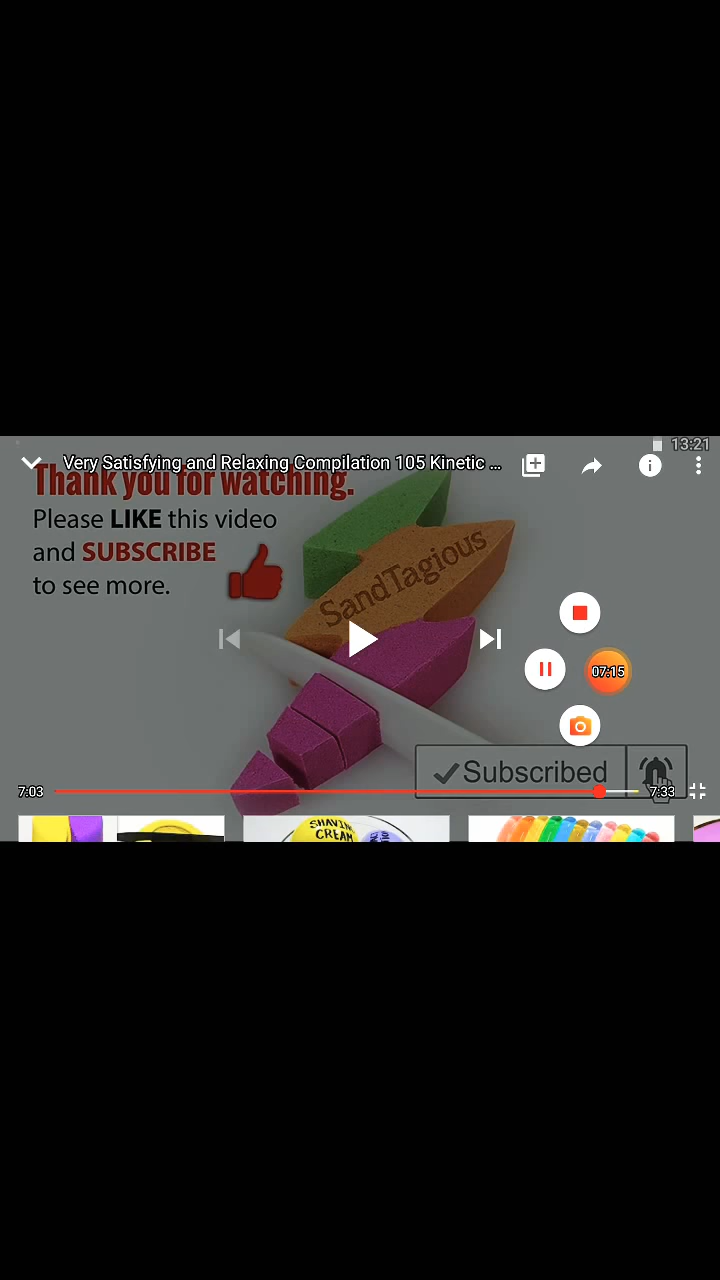 13:21
Very Satisfying and Relaxing Compilation 105 Kinetic ...
Thank you for watching.
Please LIKE this video
and SUBSCRIBE
to see more.
SandTagious
07:15
Subscribed
7:03
7:33
SHAVING
CREAM